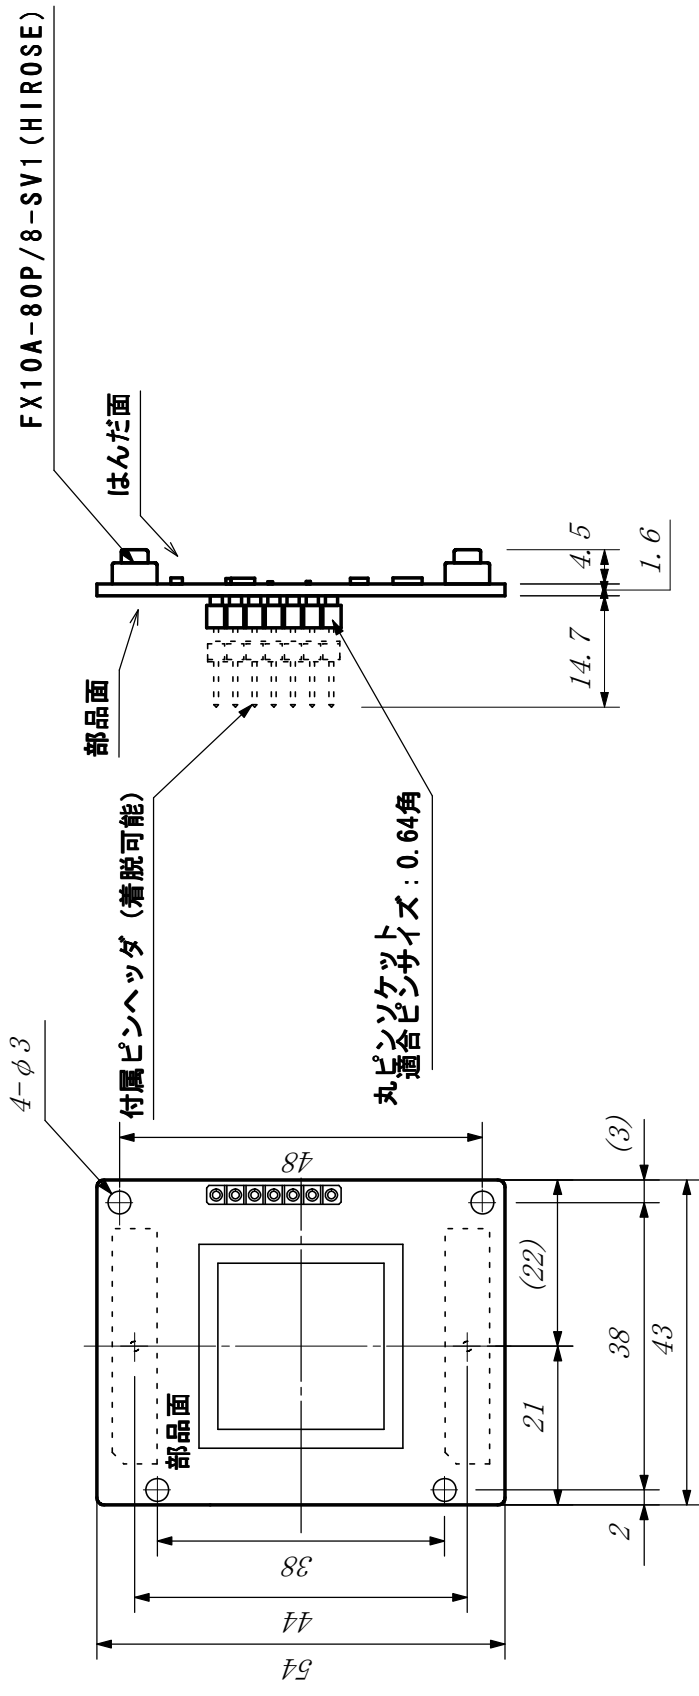 FX10A-80P/8-SV1(HIROSE)
はんだ面
部品面
4.5
1.6
14.7
付属ピンヘッダ(着脱可能)
丸ピンソケット
適合ピンサイズ:0.64角
4-φ3
48
(3)
(22)
38
43
21
2
部品面
38
44
54